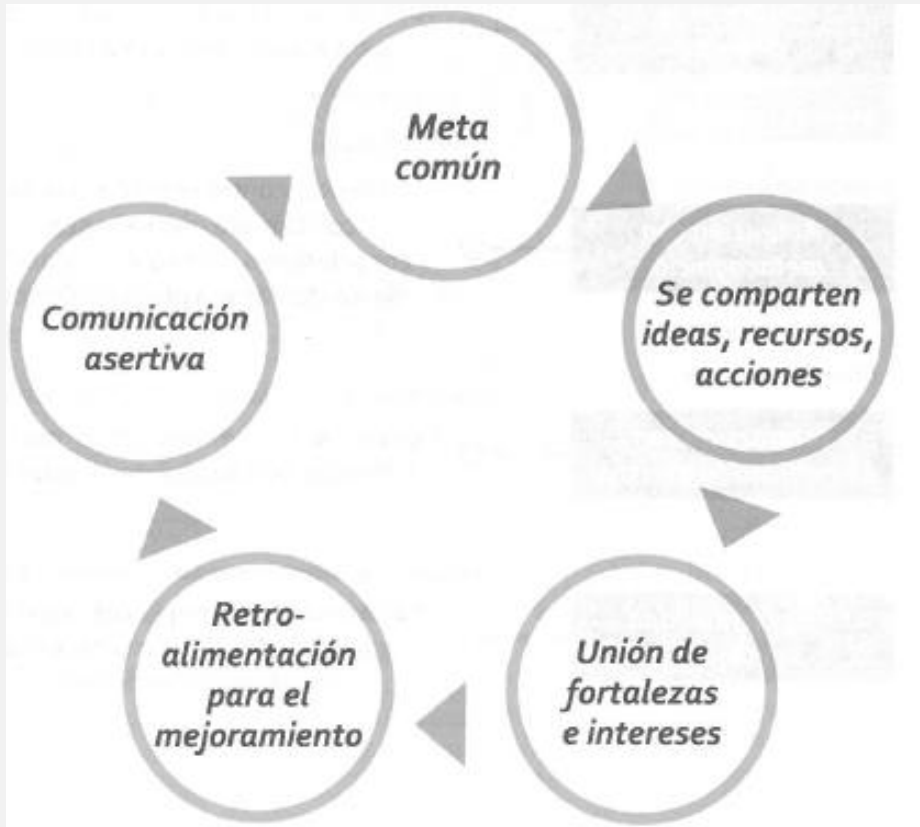 Meta
común
Se comparten
ideas, recursos,
acciones
Unión de
fortalezas
e intereses
Retro-
alimentación
para el
mejoramiento
Comunicación
asertiva